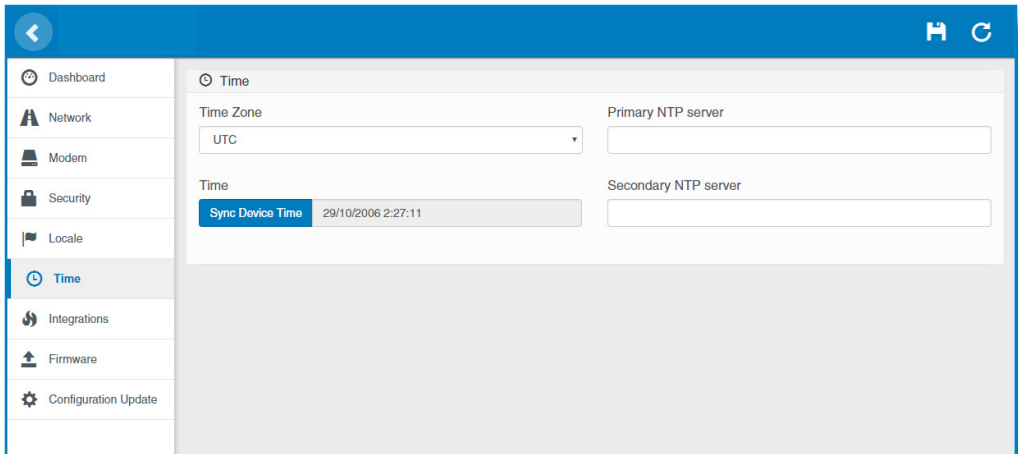 Dashboard
Network
Modem
Security
Locale
Time
Integrations
Firmware
Configuration Update
Time
Time Zone
UTC
Time
Sync Device Time 29/10/2006 2:27:11
Primary NTP server
Secondary NTP server